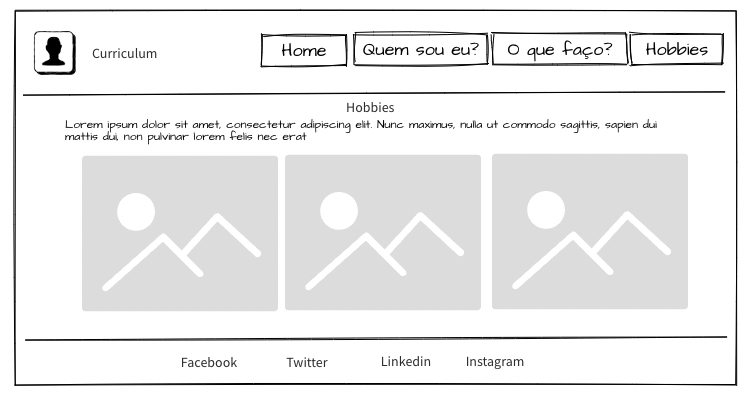 Curriculum
Home
Quem sou eu?
O que faço?
Hobbies
Hobbies
Lorem ipsum dolor sit amet, consectetur adipiscing elit. Nunc maximus, nulla ut commodo sagittis, sapien dui
mattis dui, non pulvinar lorem felis nec erat
Facebook
Twitter
Linkedin
Instagram